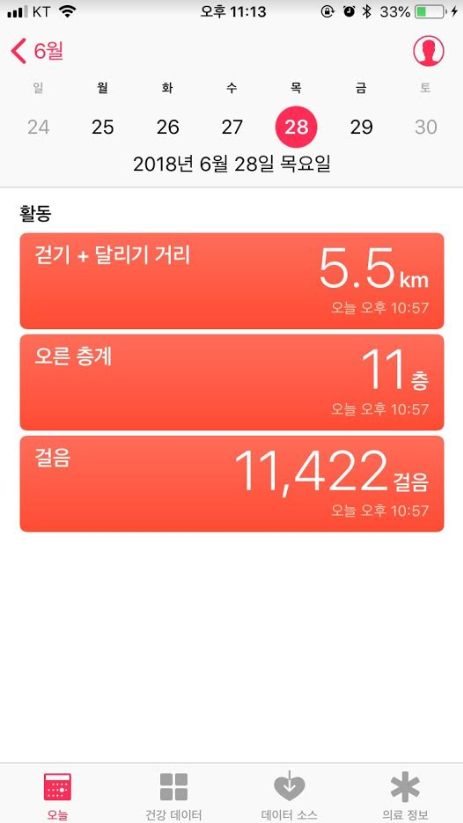 KT 오후 11:13 33%
6월
일 월 화 수 목 금 토
24 25 26 27 28 29 30
2018년 6월 28일 목요일
활동
걷기 + 달리기 거리 5.5 km
오늘 오후 10:57
오른 층계 11 층
오늘 오후 10:57
걸음 11,422 걸음
오늘 오후 10:57
오늘 건강 데이터 데이터 소스 의료 정보